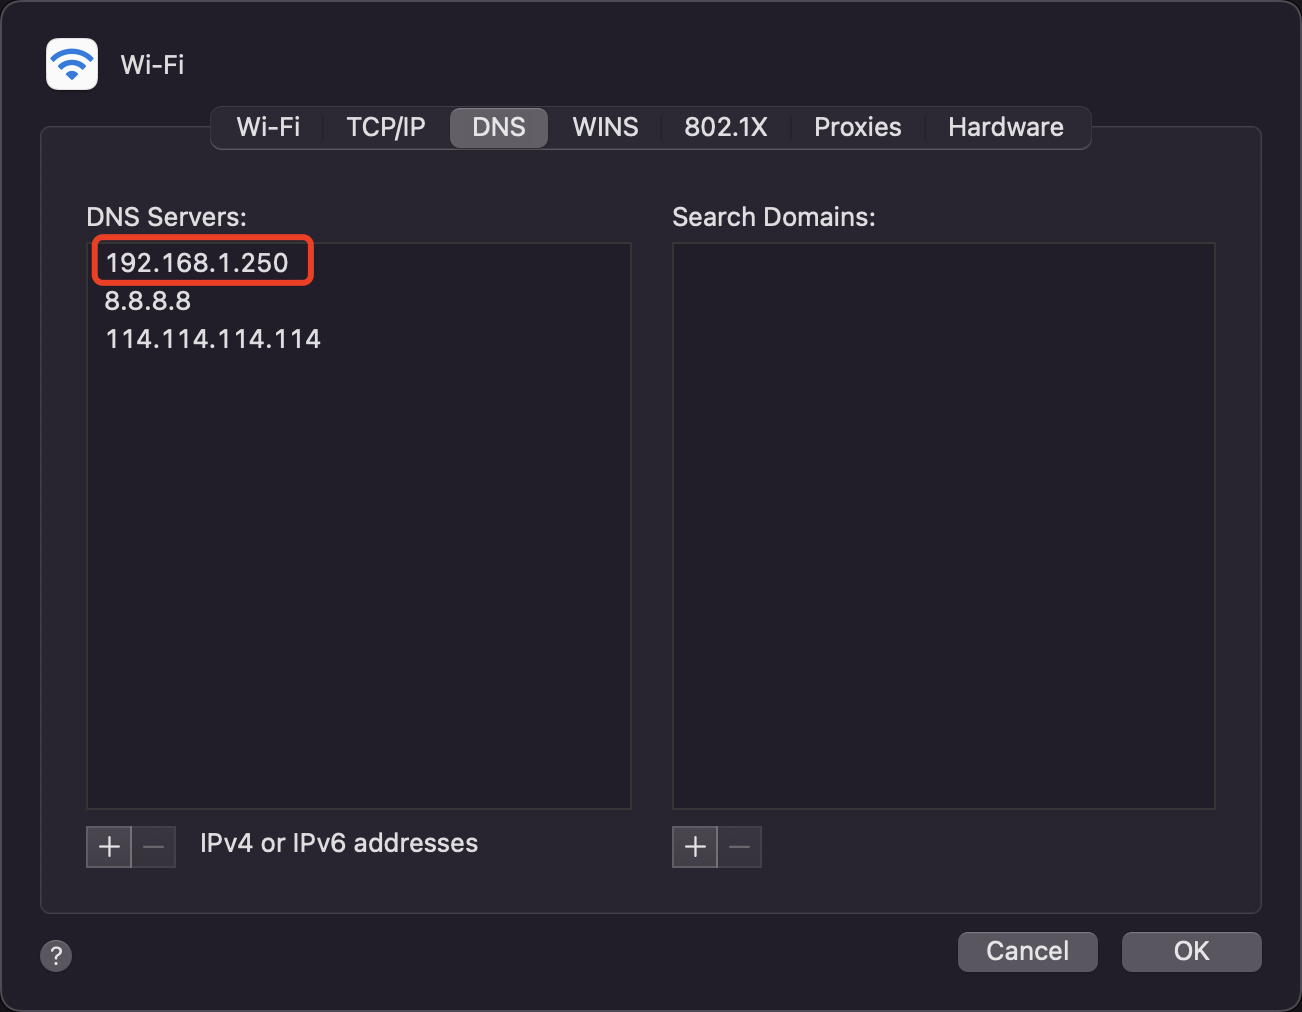 Wi-Fi
Wi-Fi TCP/IP DNS WINS 802.1X Proxies Hardware
DNS Servers:
192.168.1.250
8.8.8.8
114.114.114.114
Search Domains:
+ − IPv4 or IPv6 addresses
+ −
? Cancel OK